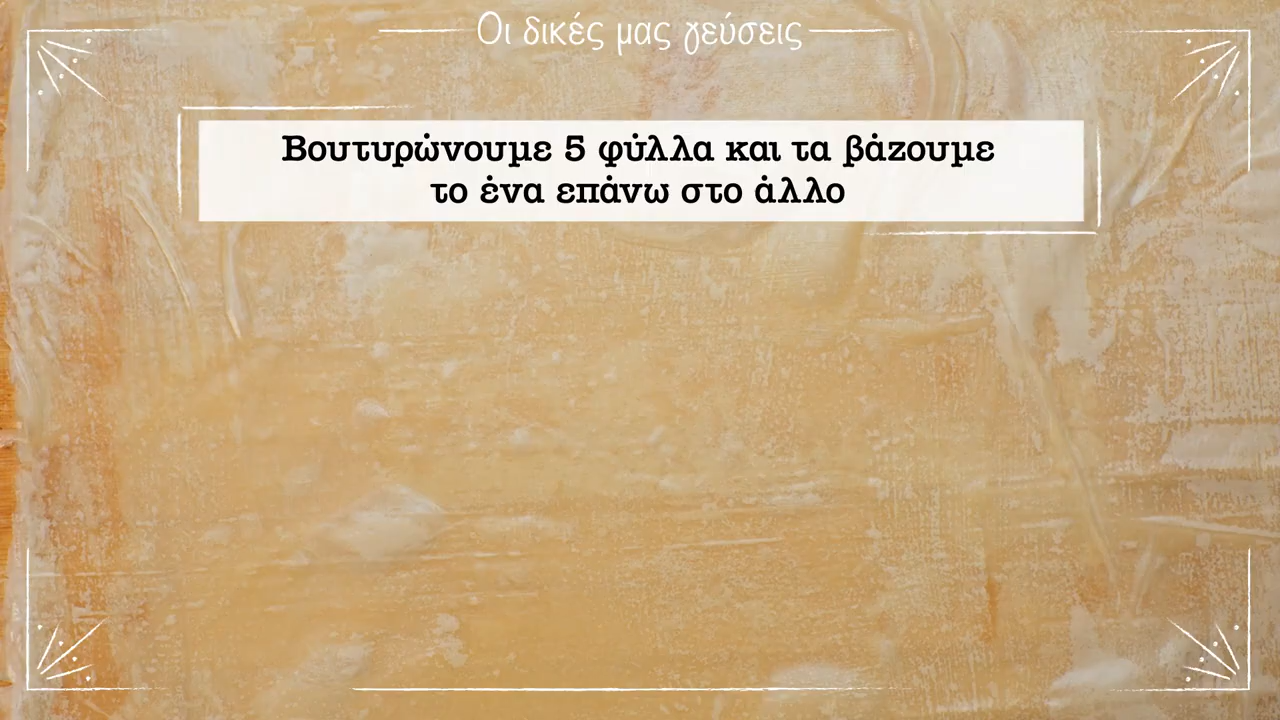 Οι δικές μας γεύσεις
Βουτυρώνουμε 5 φύλλα και τα βάζουμε
το ένα επάνω στο άλλο